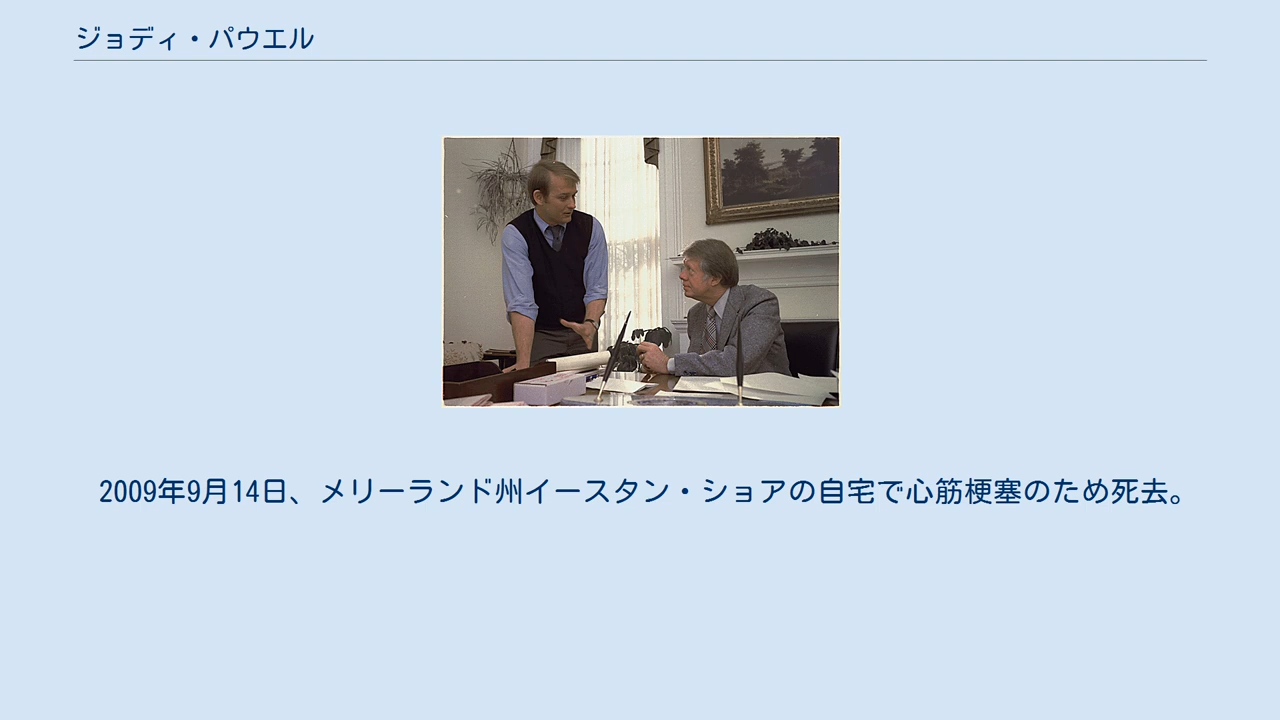 ジョディ・パウエル
2009年9月14日、メリーランド州イースタン・ショアの自宅で心筋梗塞のため死去。